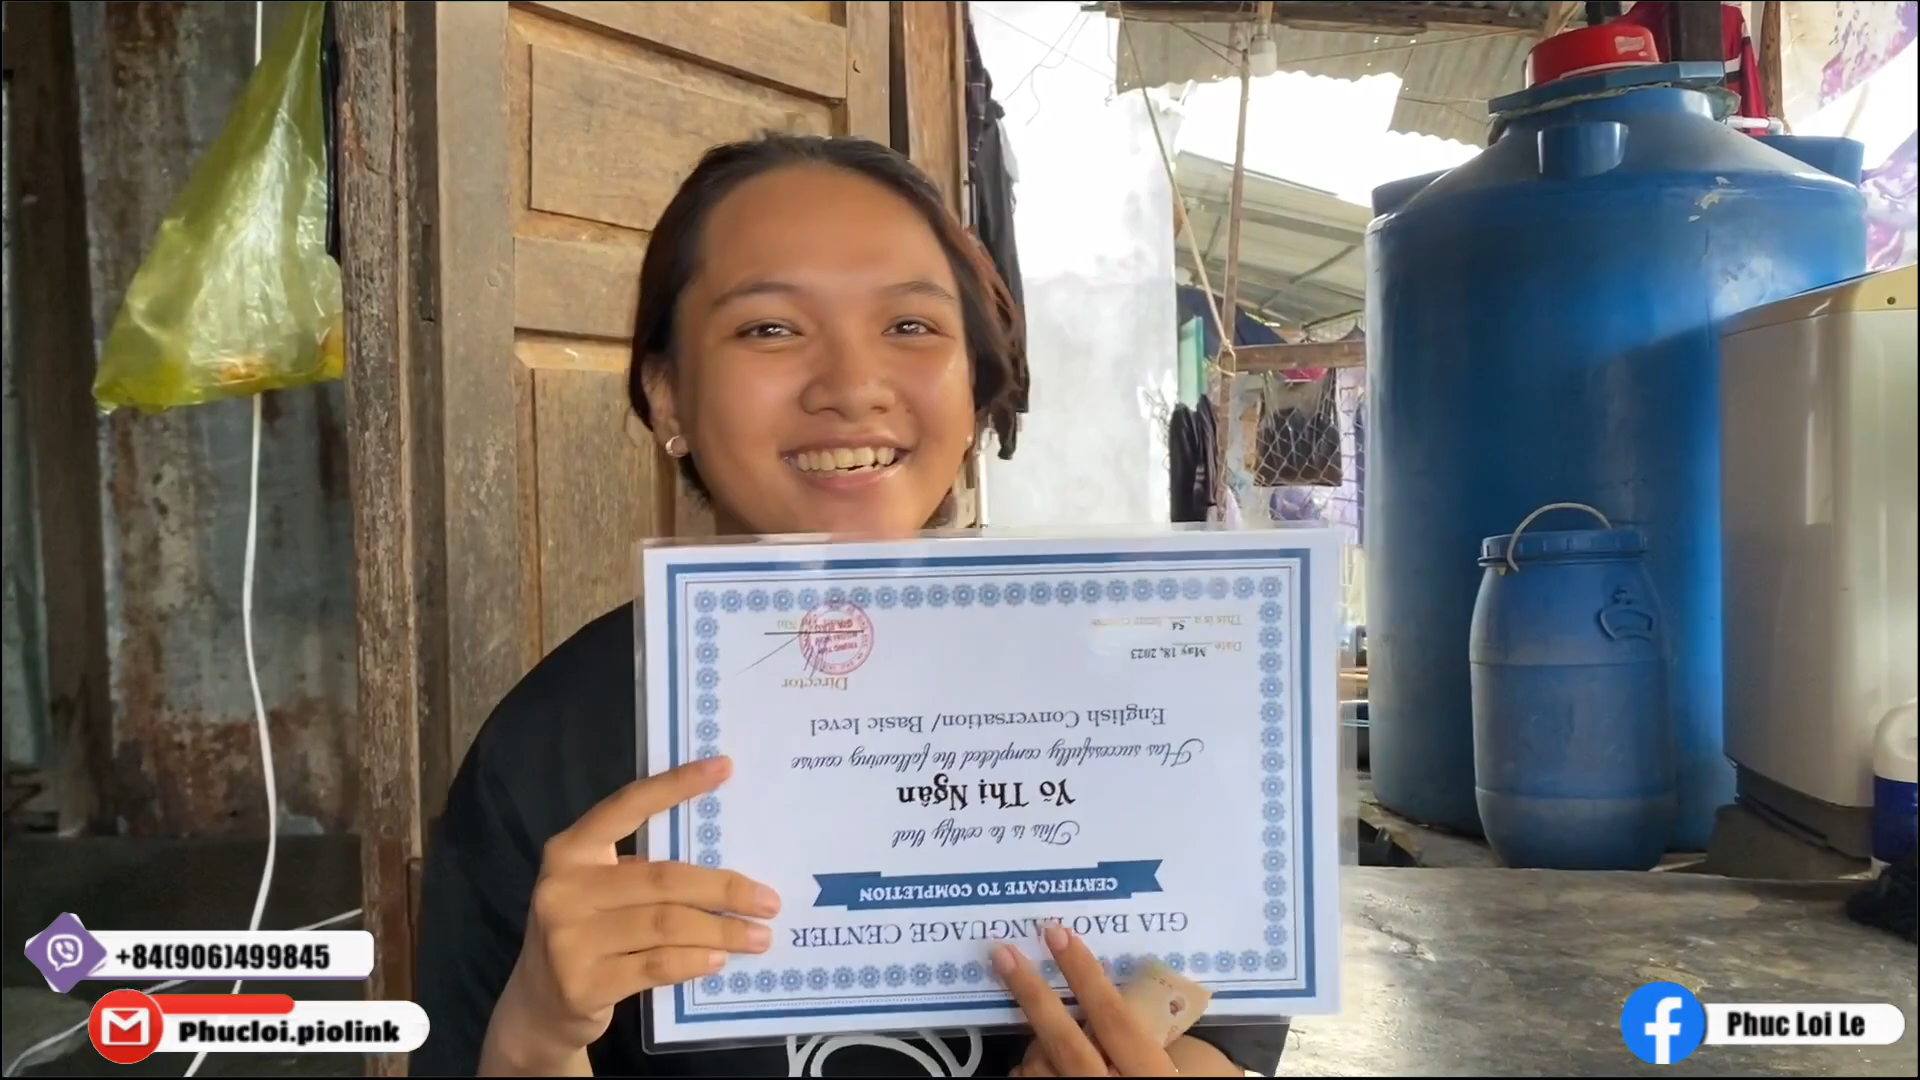 GIA BAO LANGUAGE CENTER
CERTIFICATE TO COMPLETION
This is to certify that
Võ Thị Ngân
Has successfully completed the following course
English Conversation/ Basic level
Director
Date May 18, 2023
This is a
+84(906)499845
Phucloi.piolink
Phuc Loi Le